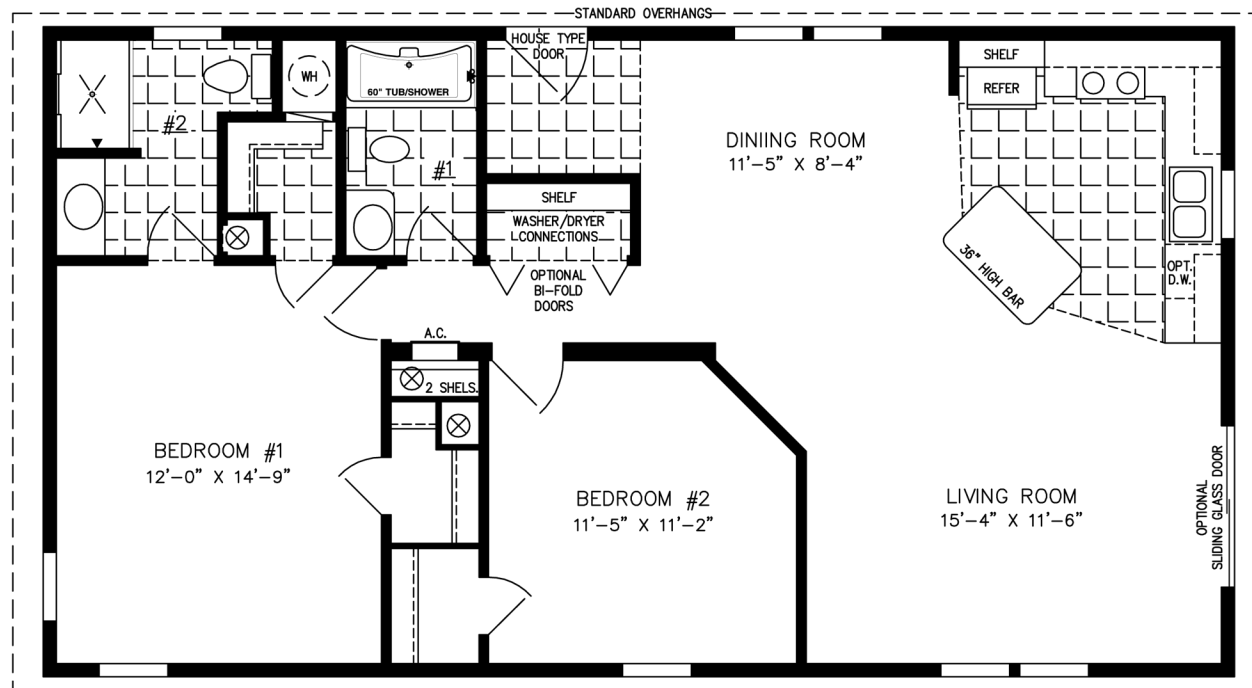 STANDARD OVERHANGS
HOUSE TYPE
DOOR
SHELF
REFER
WH
60" TUB/SHOWER
#2
#1
DINIING ROOM
11'-5" X 8'-4"
SHELF
WASHER/DRYER
CONNECTIONS
OPTIONAL
BI-FOLD
DOORS
36" HIGH BAR
OPT.
D.W.
A.C.
2 SHELS.
BEDROOM #1
12'-0" X 14'-9"
BEDROOM #2
11'-5" X 11'-2"
LIVING ROOM
15'-4" X 11'-6"
OPTIONAL
SLIDING GLASS DOOR